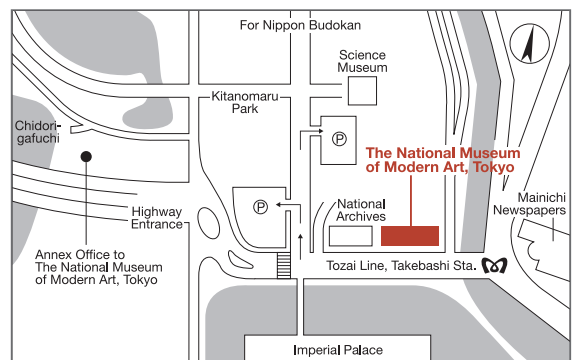 For Nippon Budokan
Science
Museum
Kitanomaru
Park
Chidori-
gafuchi
P
The National Museum
of Modern Art, Tokyo
P
Mainichi
Newspapers
National
Archives
Highway
Entrance
Annex Office to
The National Museum
of Modern Art, Tokyo
Tozai Line, Takebashi Sta.
Imperial Palace